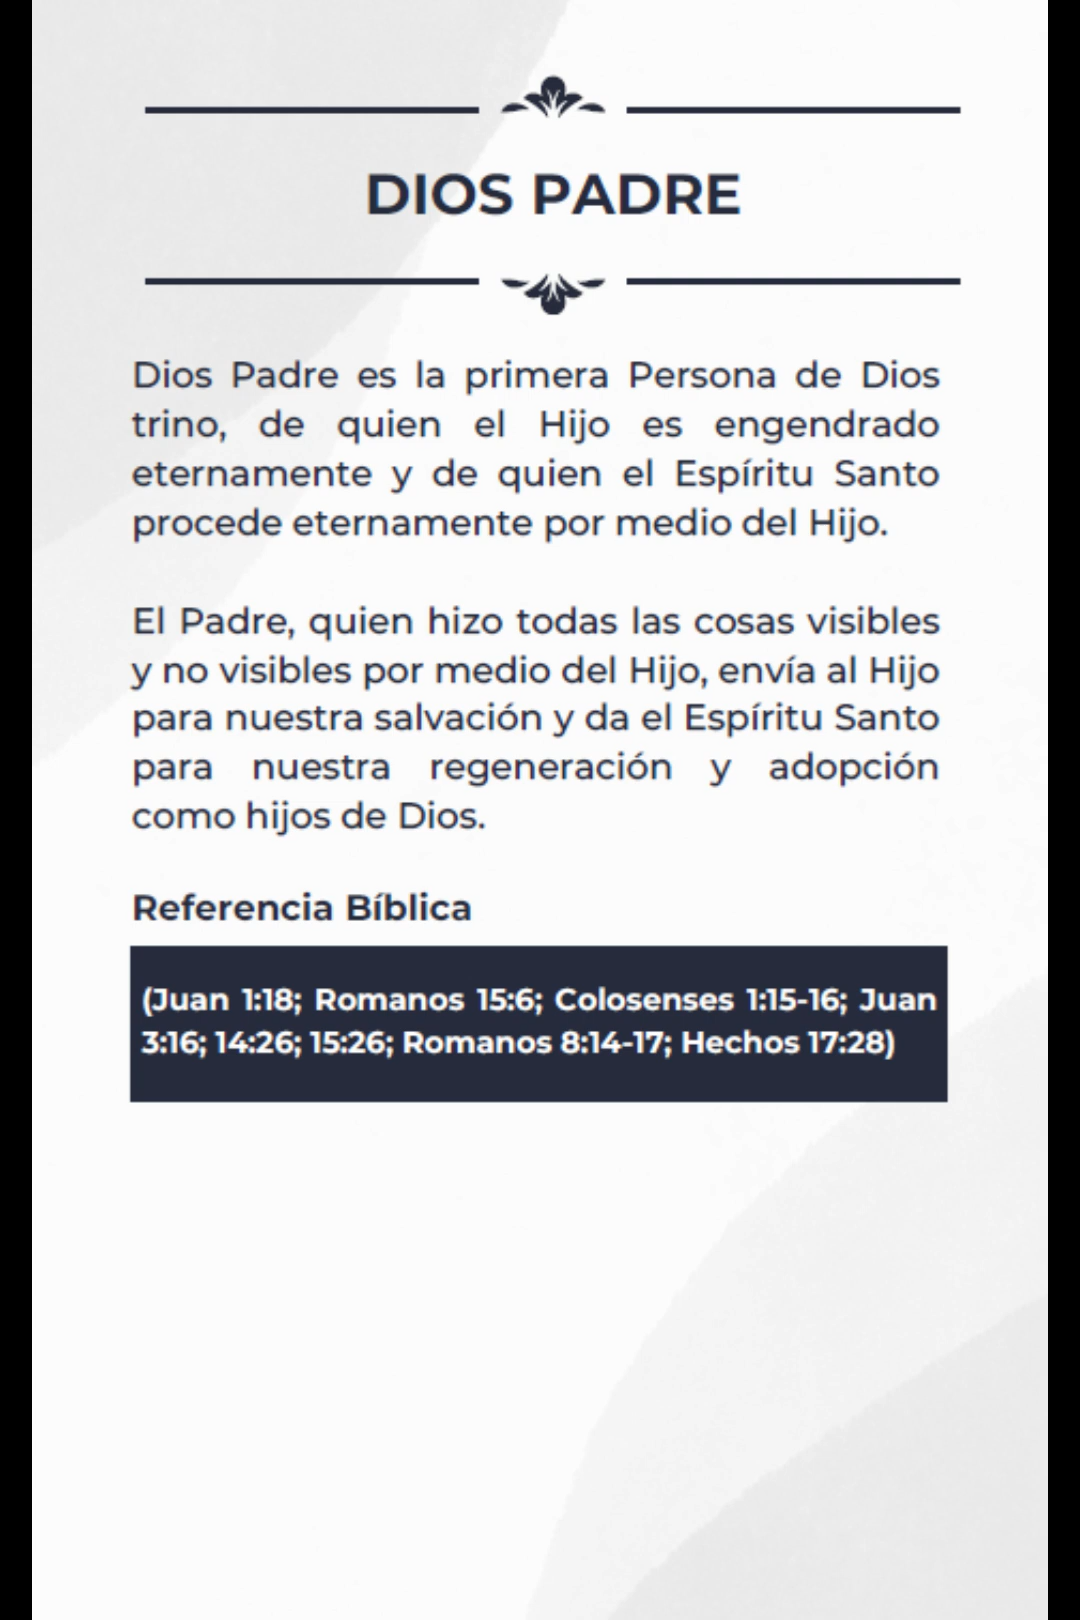 DIOS PADRE
Dios Padre es la primera Persona de Dios
trino, de quien el Hijo es engendrado
eternamente y de quien el Espíritu Santo
procede eternamente por medio del Hijo.
El Padre, quien hizo todas las cosas visibles
y no visibles por medio del Hijo, envía al Hijo
para nuestra salvación y da el Espíritu Santo
para nuestra regeneración y adopción
como hijos de Dios.
Referencia Bíblica
(Juan 1:18; Romanos 15:6; Colosenses 1:15-16; Juan
3:16; 14:26; 15:26; Romanos 8:14-17; Hechos 17:28)